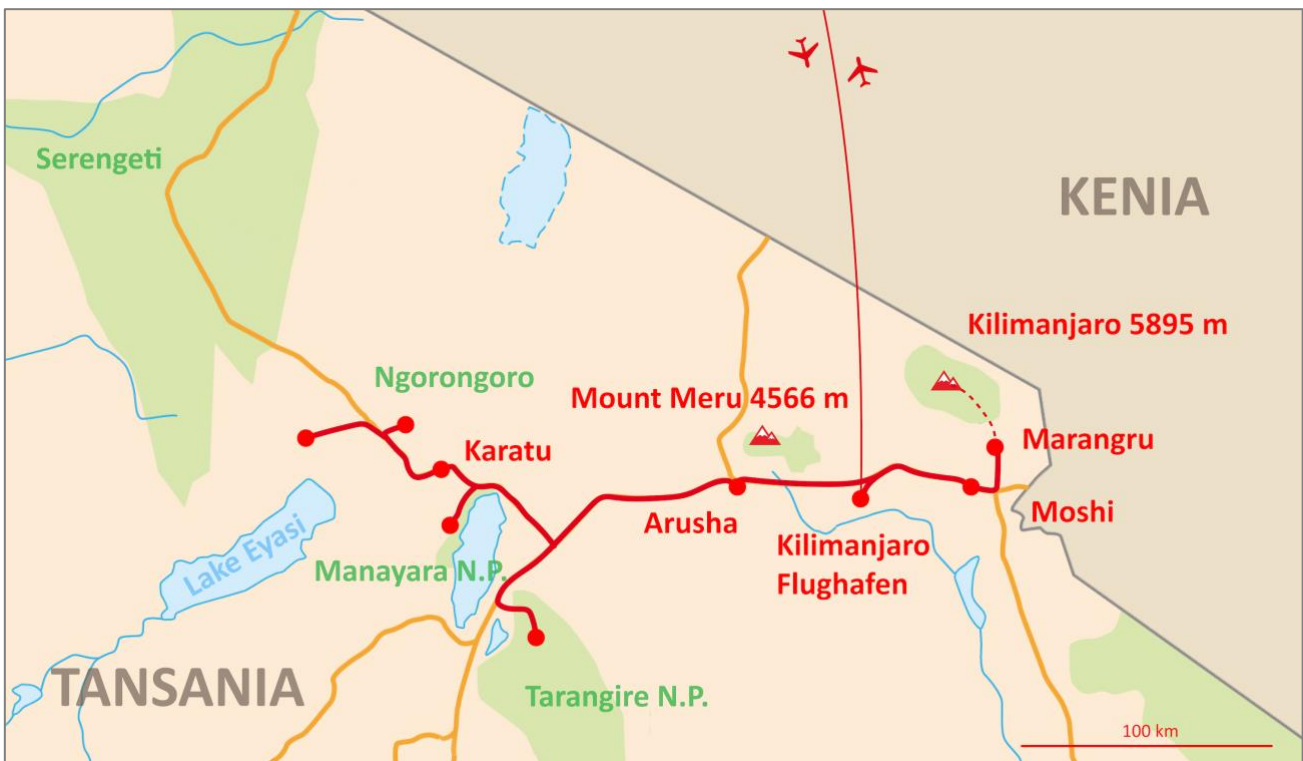 Serengeti
KENIA
Kilimanjaro 5895 m
Ngorongoro
Mount Meru 4566 m
Karatu
Marangru
Arusha
Moshi
Kilimanjaro
Flughafen
Lake Eyasi
Manayara N.P.
TANSANIA
Tarangire N.P.
100 km